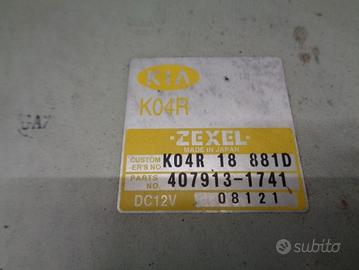 KIA
K04R
-ZEXEL-
MADE IN JAPAN
CUSTOM -ER'S NO. K04R 18 881D
PARTS NO. 407913-1741
DC12V 08121
subito